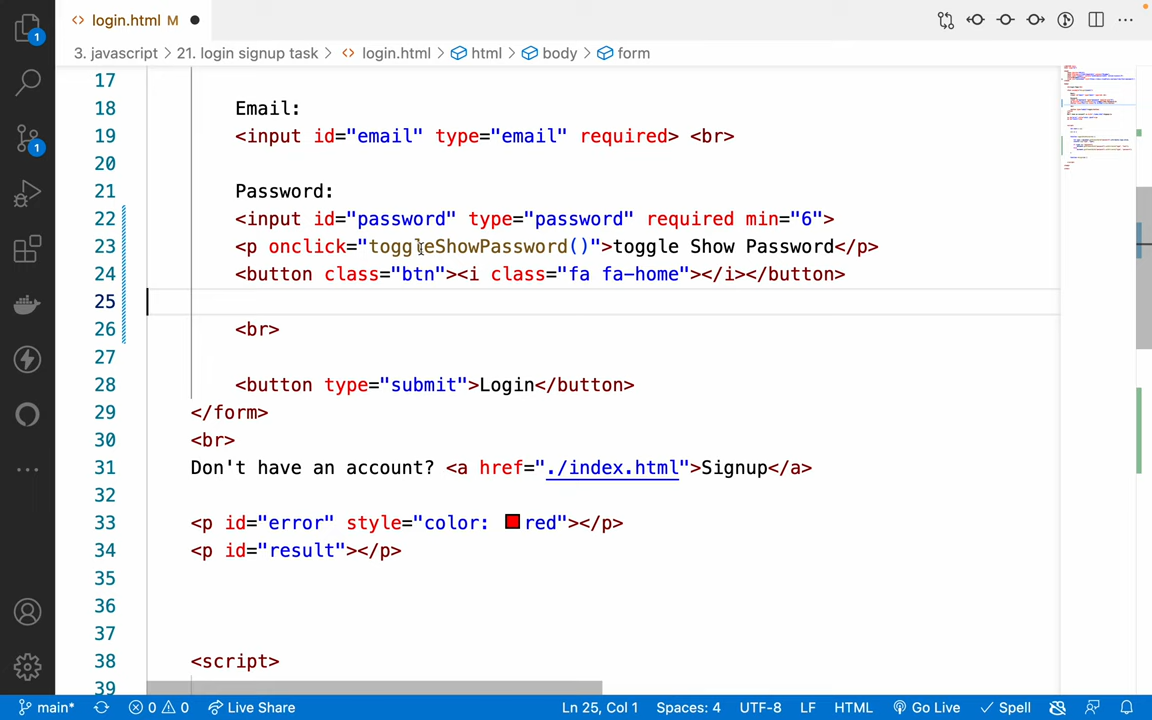 login.html M
1
3. javascript > 21. login signup task > login.html > html > body > form
17
18 Email:
19 <input id="email" type="email" required> <br>
20
21 Password:
22 <input id="password" type="password" required min="6">
23 <p onclick="toggleShowPassword()">toggle Show Password</p>
24 <button class="btn"><i class="fa fa-home"></i></button>
25
26 <br>
27
28 <button type="submit">Login</button>
29 </form>
30 <br>
31 Don't have an account? <a href="./index.html">Signup</a>
32
33 <p id="error" style="color: red"></p>
34 <p id="result"></p>
35
36
37
38 <script>
39
1
main* 0 0 Live Share Ln 25, Col 1 Spaces: 4 UTF-8 LF HTML Go Live Spell